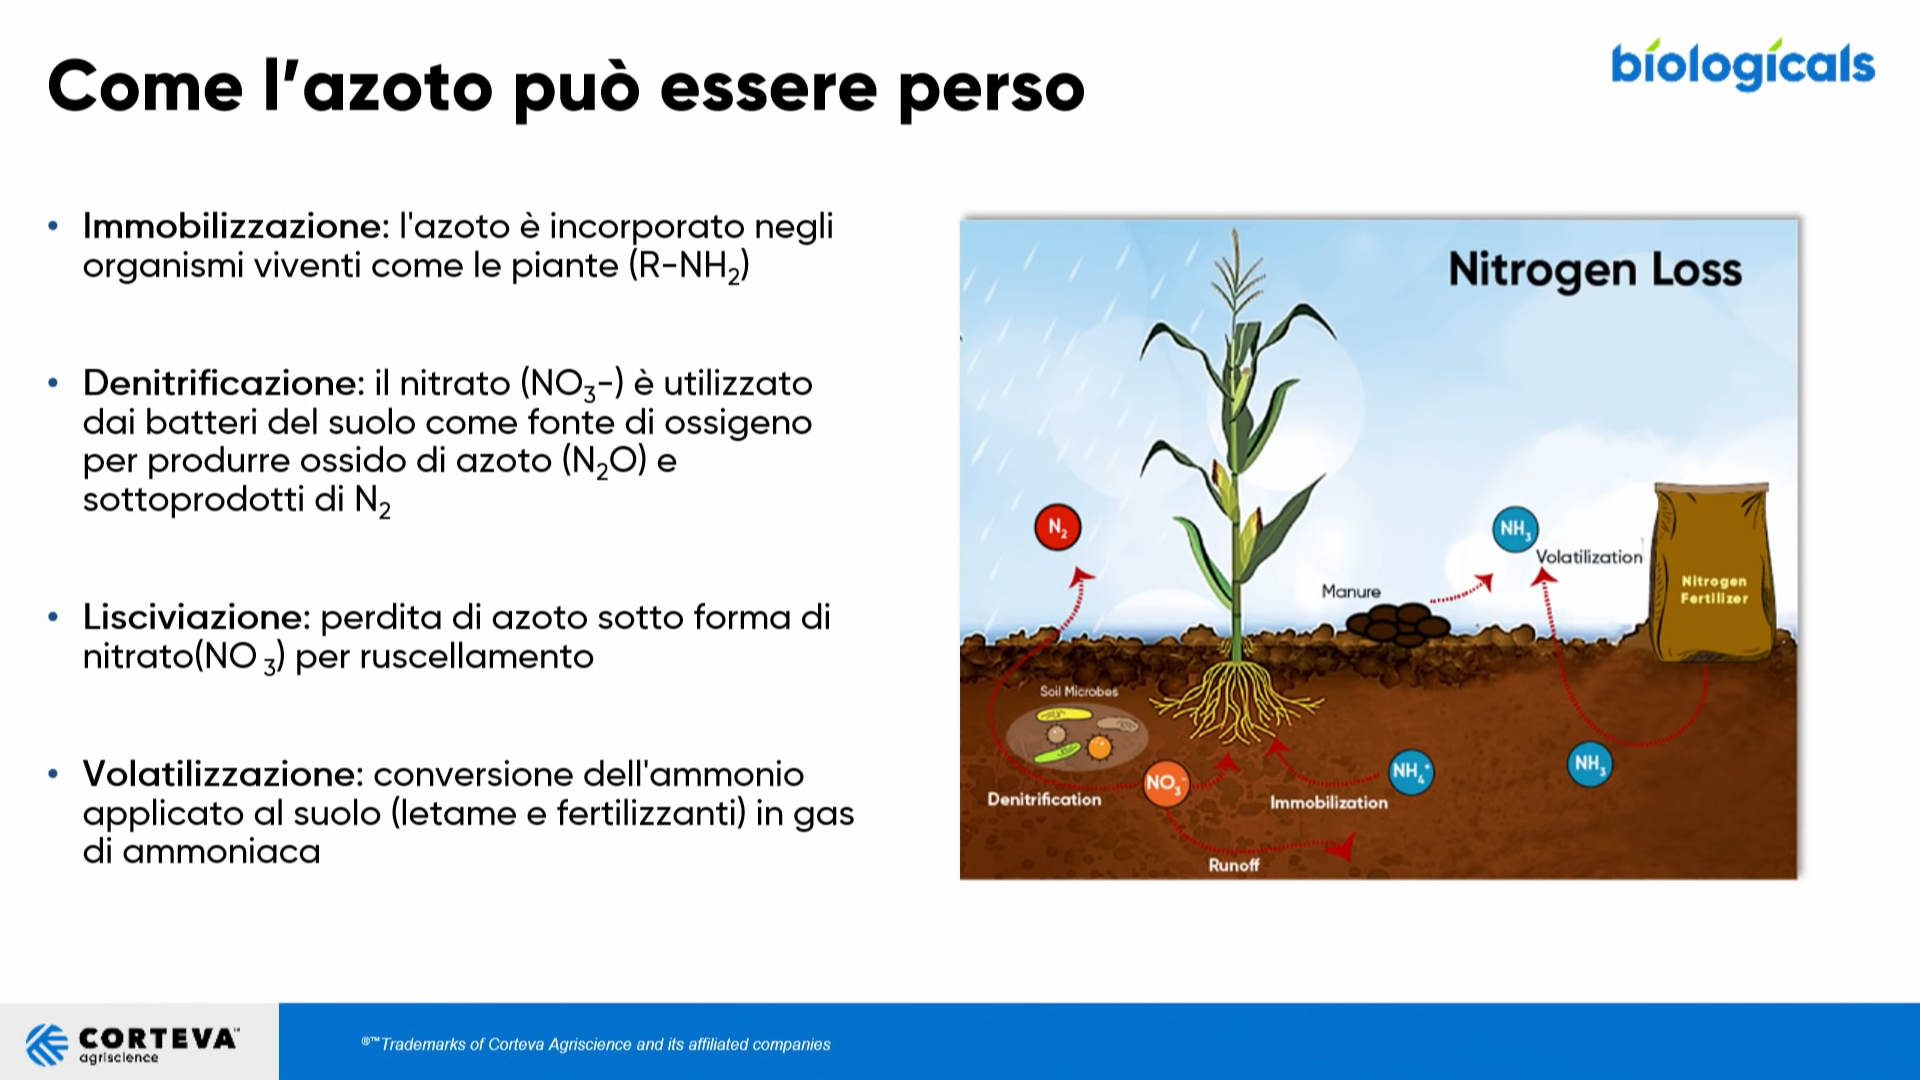 Come l’azoto può essere perso
biologicals
• Immobilizzazione: l'azoto è incorporato negli
organismi viventi come le piante (R-NH₂)
• Denitrificazione: il nitrato (NO₃-) è utilizzato
dai batteri del suolo come fonte di ossigeno
per produrre ossido di azoto (N₂O) e
sottoprodotti di N₂
• Lisciviazione: perdita di azoto sotto forma di
nitrato(NO ₃) per ruscellamento
• Volatilizzazione: conversione dell'ammonio
applicato al suolo (letame e fertilizzanti) in gas
di ammoniaca
Nitrogen Loss
N₂
NH₃
Volatilization
Manure
Nitrogen
Fertilizer
Soil Microbes
NO₃⁻
NH₄⁺
NH₃
Denitrification
Immobilization
Runoff
CORTEVA™
agriscience
®™Trademarks of Corteva Agriscience and its affiliated companies